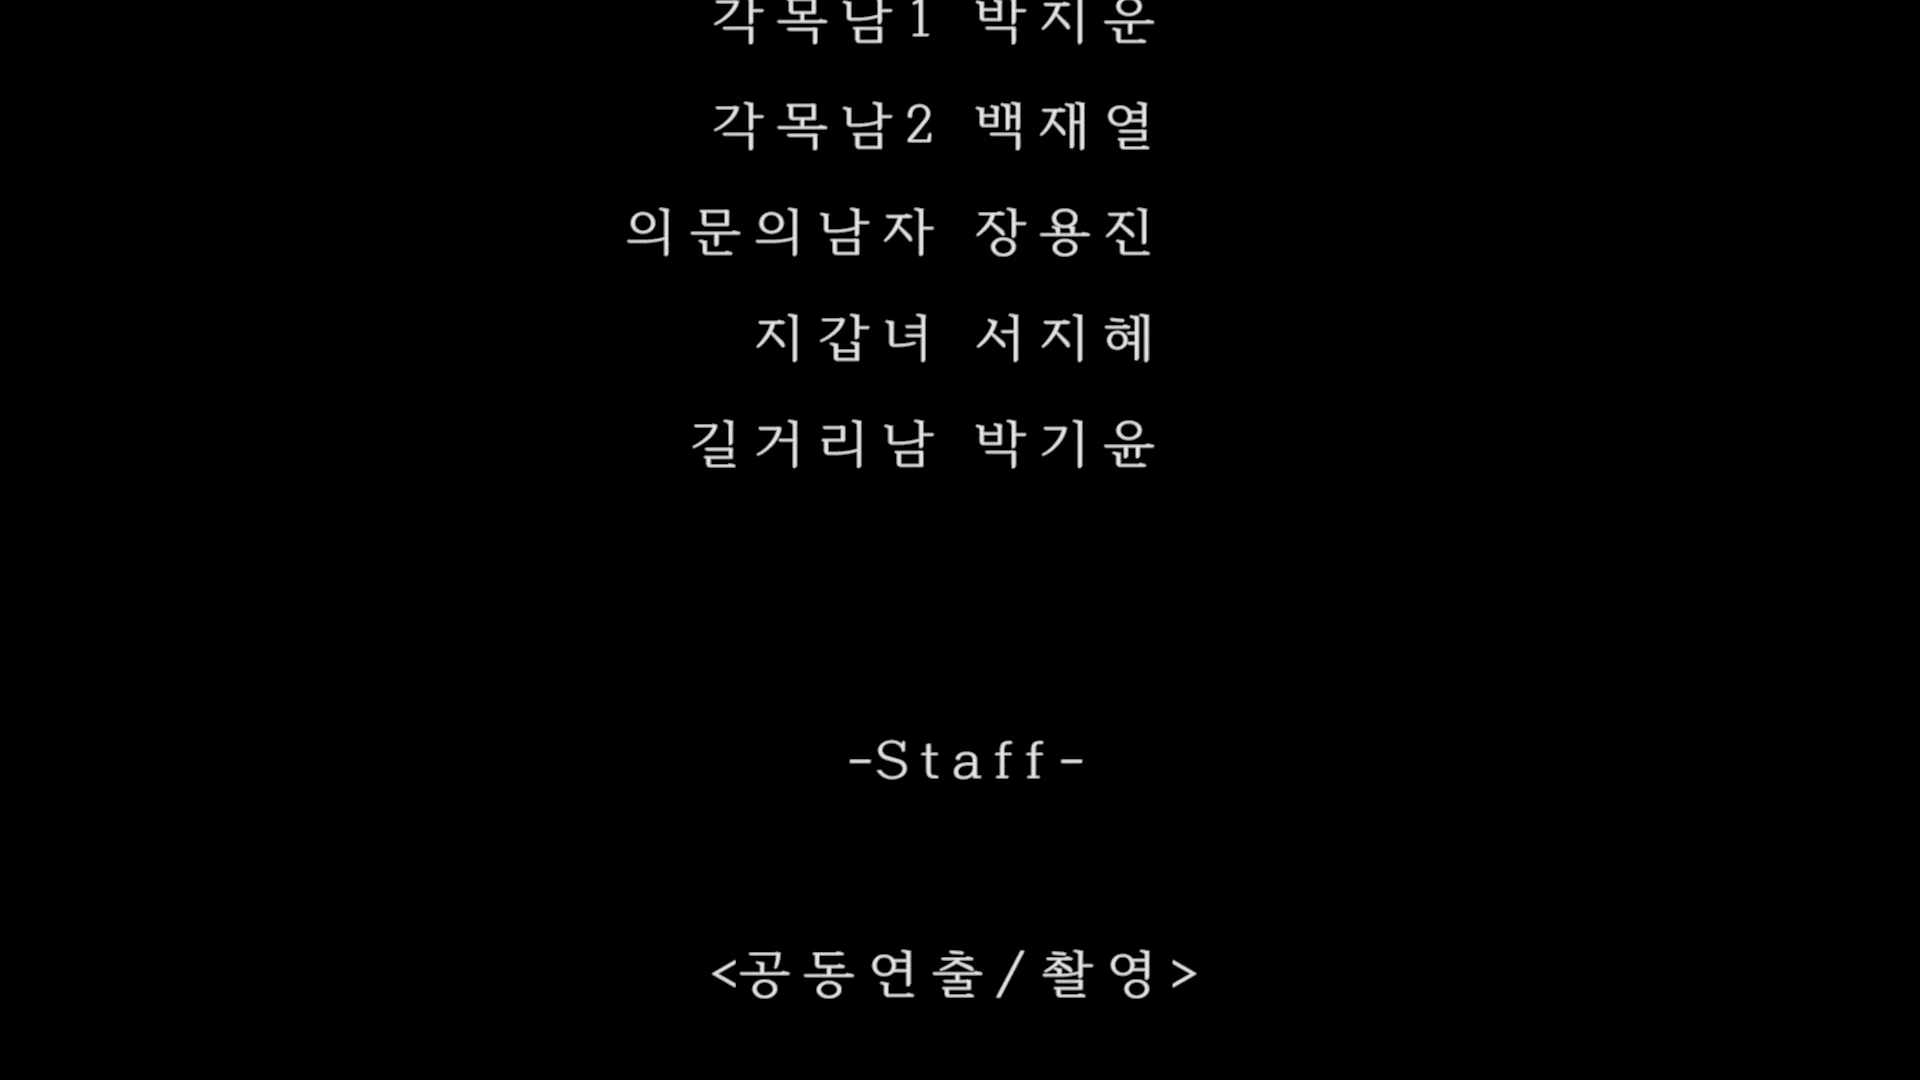 각목남1 박지운
각목남2 백재열
의문의남자 장용진
지갑녀 서지혜
길거리남 박기윤
-Staff-
<공동연출/촬영>